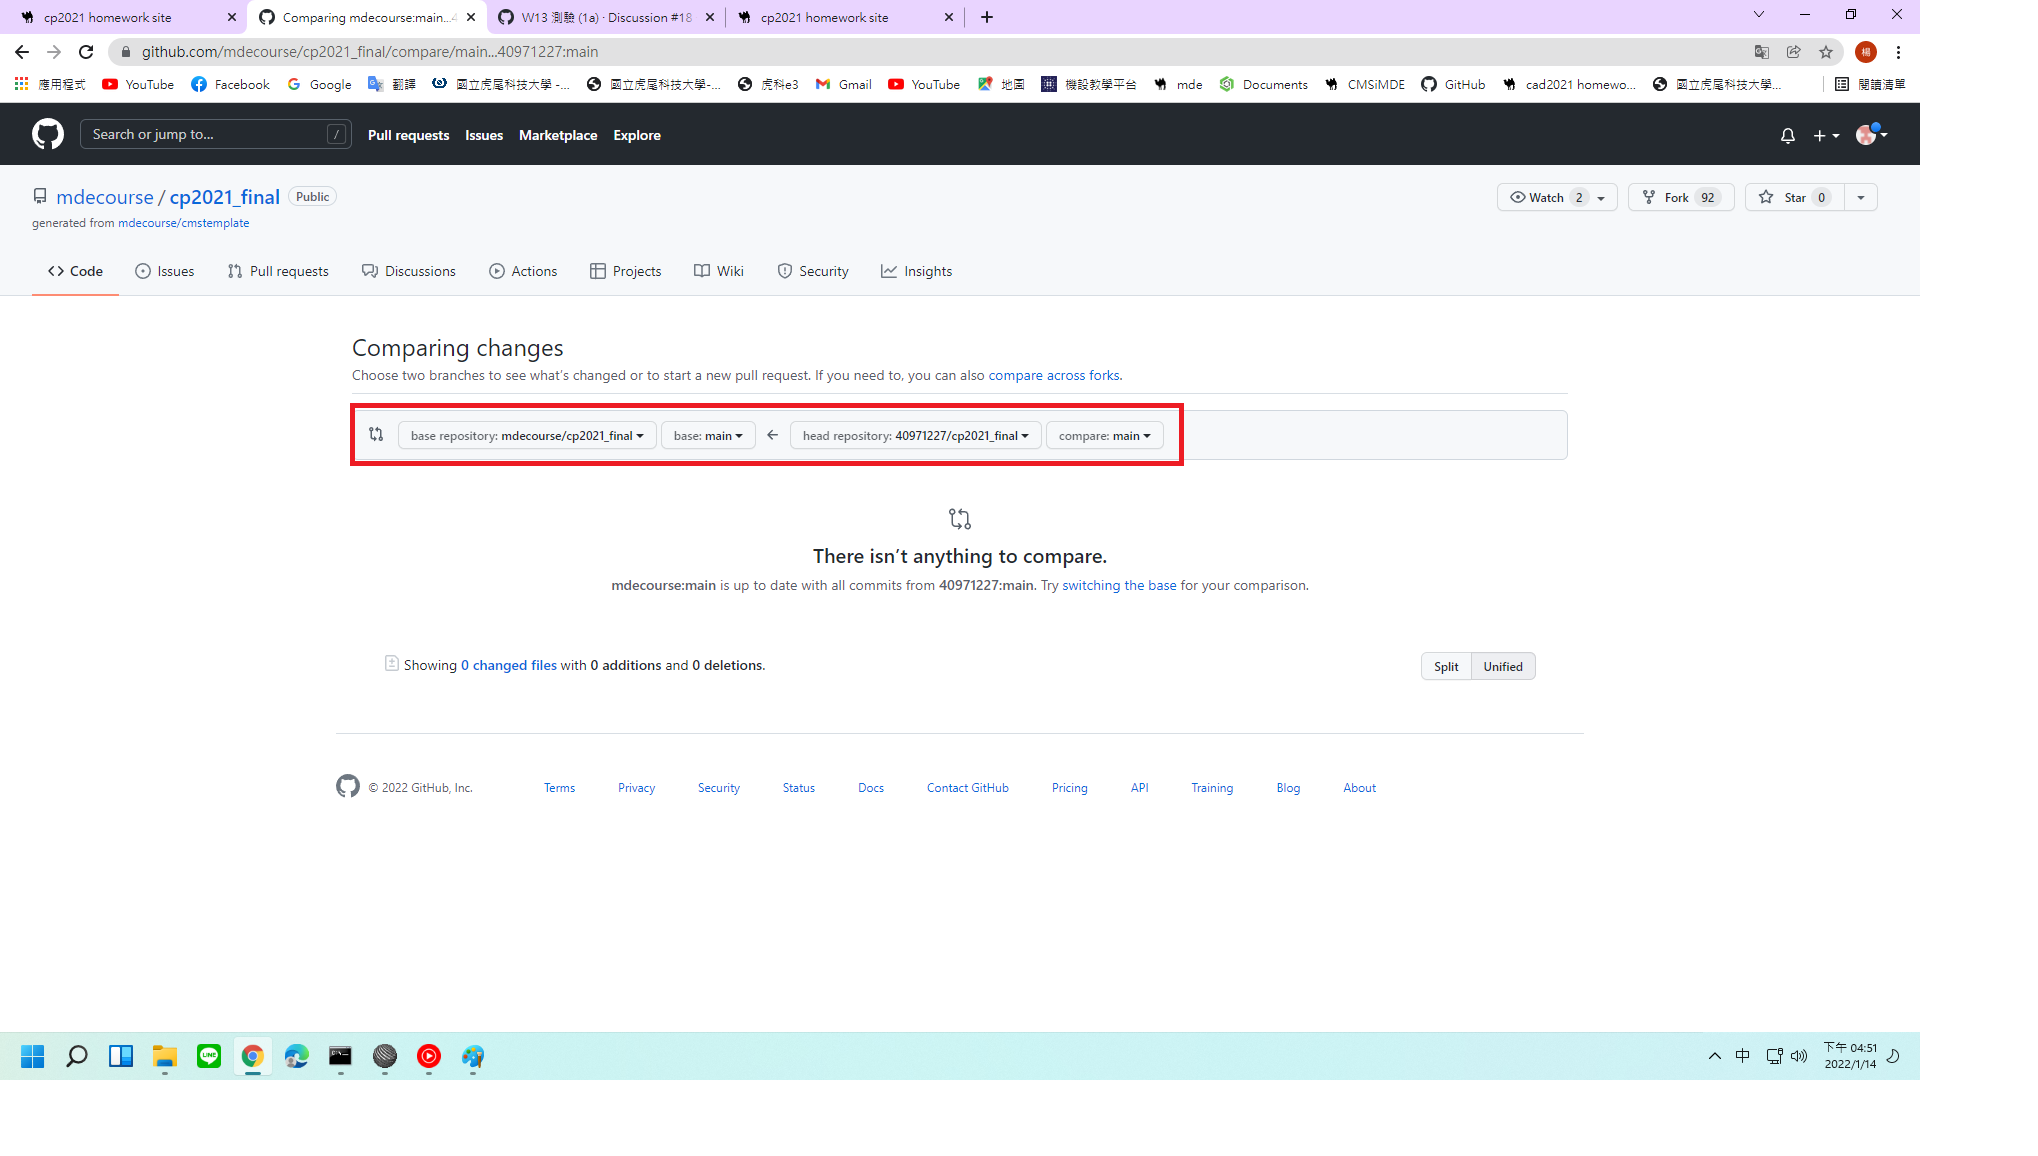 cp2021 homework site
Comparing mdecourse:main...4
W13 測驗 (1a) · Discussion #18
cp2021 homework site
github.com/mdecourse/cp2021_final/compare/main...40971227:main
楊
應用程式 YouTube Facebook Google 翻譯 國立虎尾科技大學 -... 國立虎尾科技大學-... 虎科e3 Gmail YouTube 地圖 機設教學平台 mde Documents CMSiMDE GitHub cad2021 homewo... 國立虎尾科技大學... 閱讀清單
Search or jump to... / Pull requests Issues Marketplace Explore
mdecourse / cp2021_final Public Watch 2 Fork 92 Star 0
generated from mdecourse/cmstemplate
Code Issues Pull requests Discussions Actions Projects Wiki Security Insights
Comparing changes
Choose two branches to see what's changed or to start a new pull request. If you need to, you can also compare across forks.
base repository: mdecourse/cp2021_final base: main ← head repository: 40971227/cp2021_final compare: main
There isn't anything to compare.
mdecourse:main is up to date with all commits from 40971227:main. Try switching the base for your comparison.
Showing 0 changed files with 0 additions and 0 deletions. Split Unified
© 2022 GitHub, Inc. Terms Privacy Security Status Docs Contact GitHub Pricing API Training Blog About
LINE
中
下午 04:51
2022/1/14